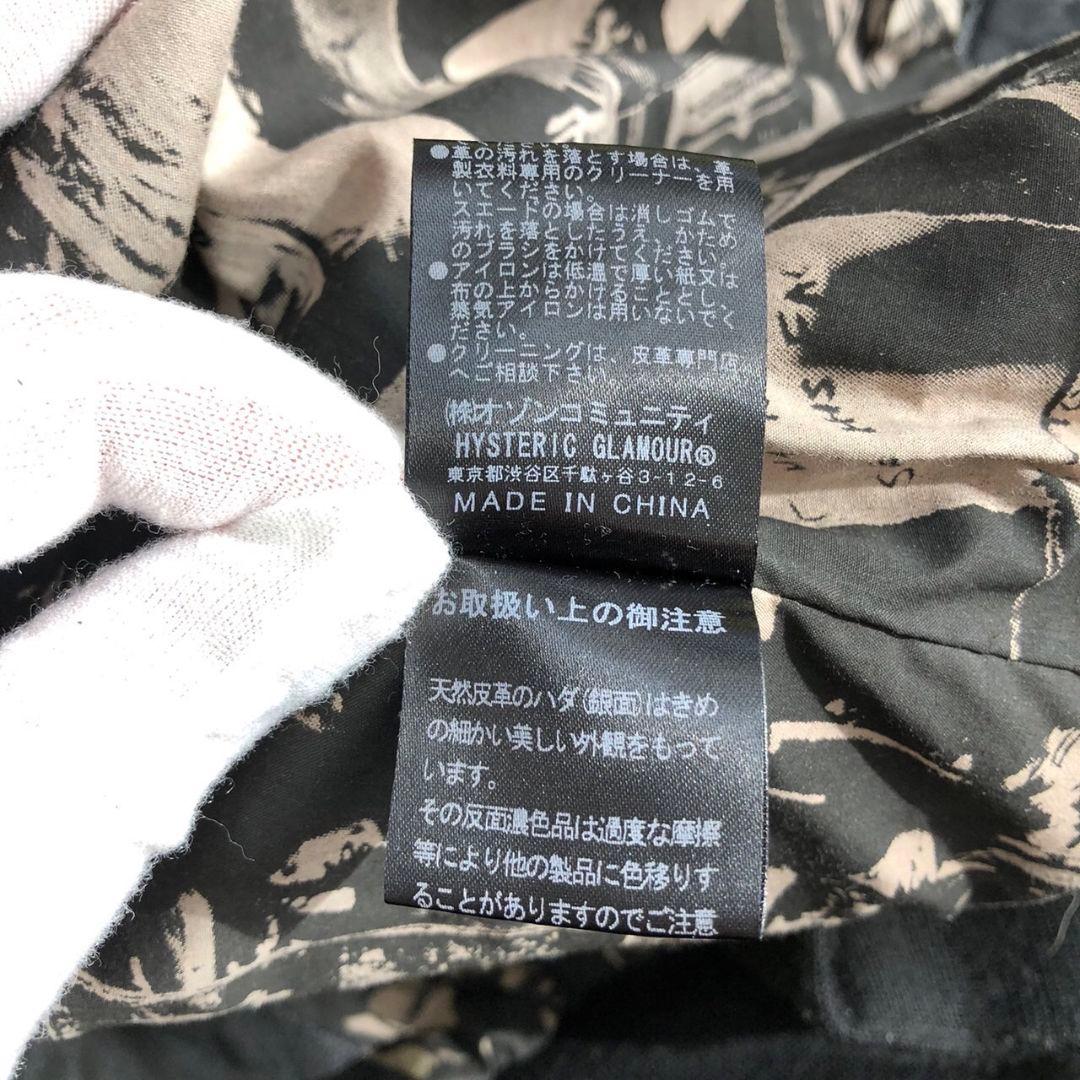 ●革の汚れを落とす場合は、革用
製衣料専用のクリーナーを用
いてください。
スエードの場合は消しゴムで
汚れを落としたうえ、かため
のブラシをかけてください。
●アイロンは低温で厚い紙又は
布の上からかけることとし、
蒸気アイロンは用いないでく
ださい。
●クリーニングは、皮革専門店
へご相談下さい。
㈱オゾンコミュニティ
HYSTERIC GLAMOUR®
東京都渋谷区千駄ヶ谷3-12-6
MADE IN CHINA
お取扱い上の御注意
天然皮革のハダ(銀面)はきめ
の細かい美しい外観をもって
います。
その反面濃色品は過度な摩擦
等により他の製品に色移りす
ることがありますのでご注意